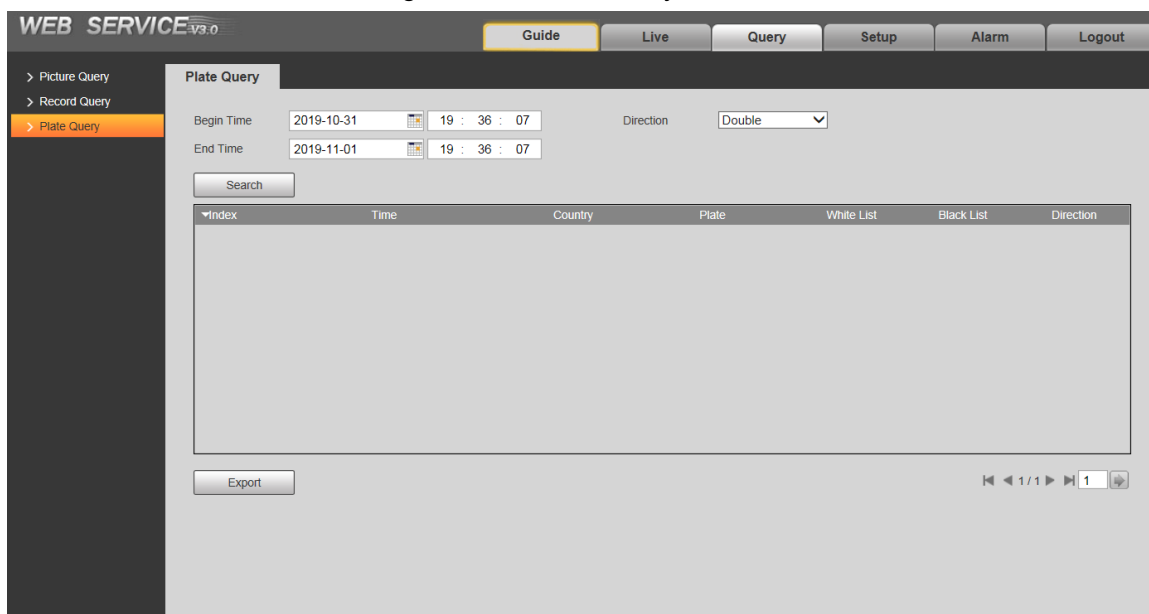 WEB SERVICE V3.0
Guide Live Query Setup Alarm Logout
> Picture Query
> Record Query
> Plate Query
Plate Query
Begin Time 2019-10-31 19 : 36 : 07 Direction Double
End Time 2019-11-01 19 : 36 : 07
Search
Index Time Country Plate White List Black List Direction
Export 1 / 1 1